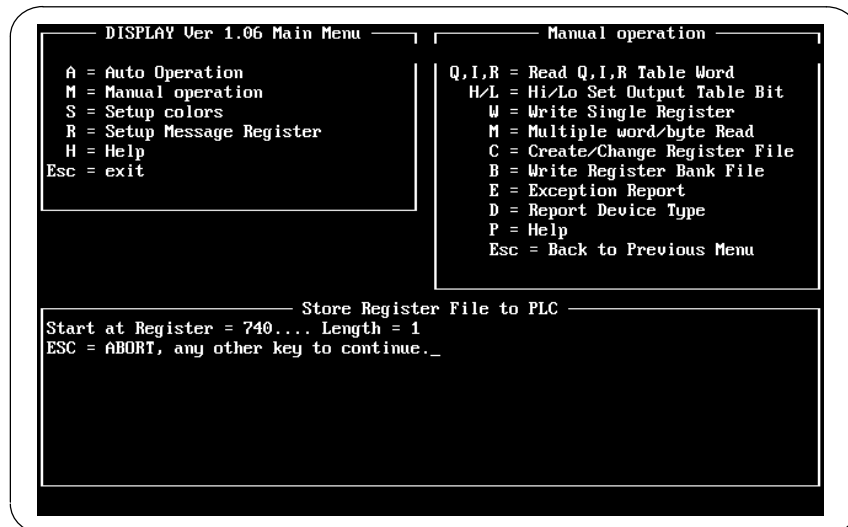 DISPLAY Ver 1.06 Main Menu
A = Auto Operation
M = Manual operation
S = Setup colors
R = Setup Message Register
H = Help
Esc = exit
Manual operation
Q,I,R = Read Q,I,R Table Word
H/L = Hi/Lo Set Output Table Bit
W = Write Single Register
M = Multiple word/byte Read
C = Create/Change Register File
B = Write Register Bank File
E = Exception Report
D = Report Device Type
P = Help
Esc = Back to Previous Menu
Store Register File to PLC
Start at Register = 740.... Length = 1
ESC = ABORT, any other key to continue._